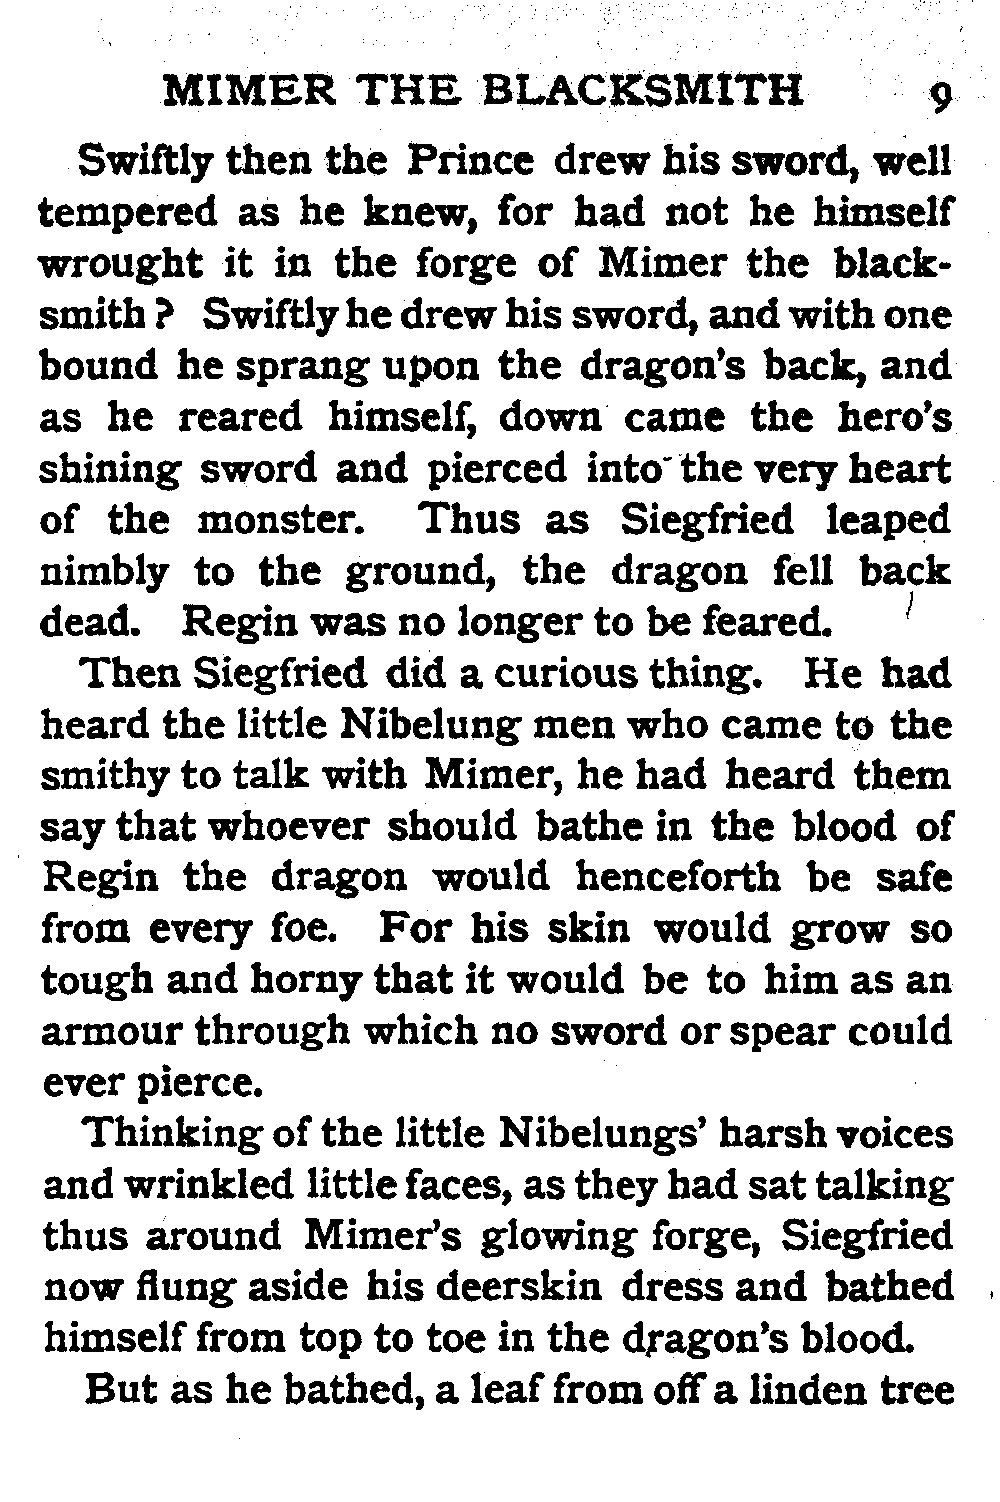 MIMER THE BLACKSMITH 9
Swiftly then the Prince drew his sword, well
tempered as he knew, for had not he himself
wrought it in the forge of Mimer the black-
smith? Swiftly he drew his sword, and with one
bound he sprang upon the dragon's back, and
as he reared himself, down came the hero's
shining sword and pierced into the very heart
of the monster. Thus as Siegfried leaped
nimbly to the ground, the dragon fell back
dead. Regin was no longer to be feared.
Then Siegfried did a curious thing. He had
heard the little Nibelung men who came to the
smithy to talk with Mimer, he had heard them
say that whoever should bathe in the blood of
Regin the dragon would henceforth be safe
from every foe. For his skin would grow so
tough and horny that it would be to him as an
armour through which no sword or spear could
ever pierce.
Thinking of the little Nibelungs' harsh voices
and wrinkled little faces, as they had sat talking
thus around Mimer's glowing forge, Siegfried
now flung aside his deerskin dress and bathed
himself from top to toe in the dragon's blood.
But as he bathed, a leaf from off a linden tree